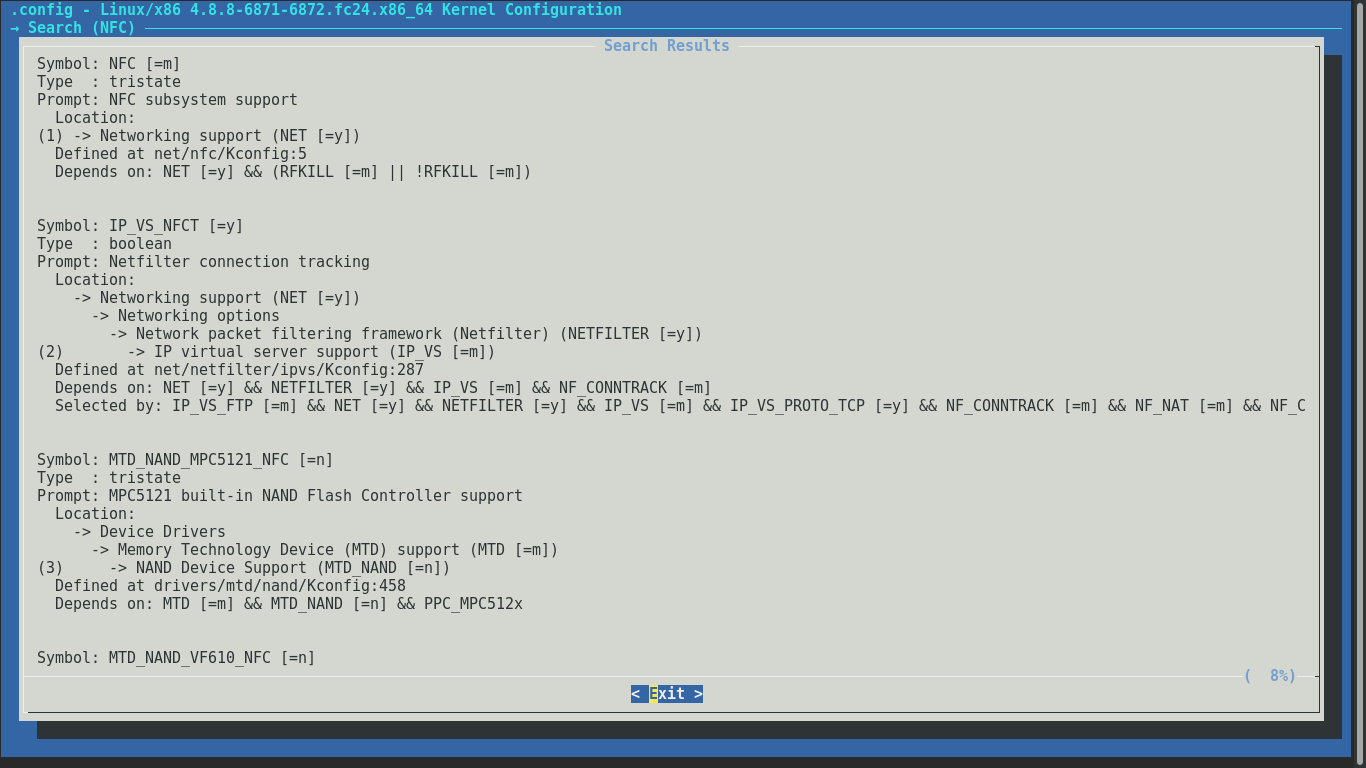 .config - Linux/x86 4.8.8-6871-6872.fc24.x86_64 Kernel Configuration
→ Search (NFC)
Search Results
Symbol: NFC [=m]
Type  : tristate
Prompt: NFC subsystem support
  Location:
(1) -> Networking support (NET [=y])
  Defined at net/nfc/Kconfig:5
  Depends on: NET [=y] && (RFKILL [=m] || !RFKILL [=m])
Symbol: IP_VS_NFCT [=y]
Type  : boolean
Prompt: Netfilter connection tracking
  Location:
    -> Networking support (NET [=y])
      -> Networking options
        -> Network packet filtering framework (Netfilter) (NETFILTER [=y])
(2)       -> IP virtual server support (IP_VS [=m])
  Defined at net/netfilter/ipvs/Kconfig:287
  Depends on: NET [=y] && NETFILTER [=y] && IP_VS [=m] && NF_CONNTRACK [=m]
  Selected by: IP_VS_FTP [=m] && NET [=y] && NETFILTER [=y] && IP_VS [=m] && IP_VS_PROTO_TCP [=y] && NF_CONNTRACK [=m] && NF_NAT [=m] && NF_C
Symbol: MTD_NAND_MPC5121_NFC [=n]
Type  : tristate
Prompt: MPC5121 built-in NAND Flash Controller support
  Location:
    -> Device Drivers
      -> Memory Technology Device (MTD) support (MTD [=m])
(3)     -> NAND Device Support (MTD_NAND [=n])
  Defined at drivers/mtd/nand/Kconfig:458
  Depends on: MTD [=m] && MTD_NAND [=n] && PPC_MPC512x
Symbol: MTD_NAND_VF610_NFC [=n]
(  8%)
< Exit >